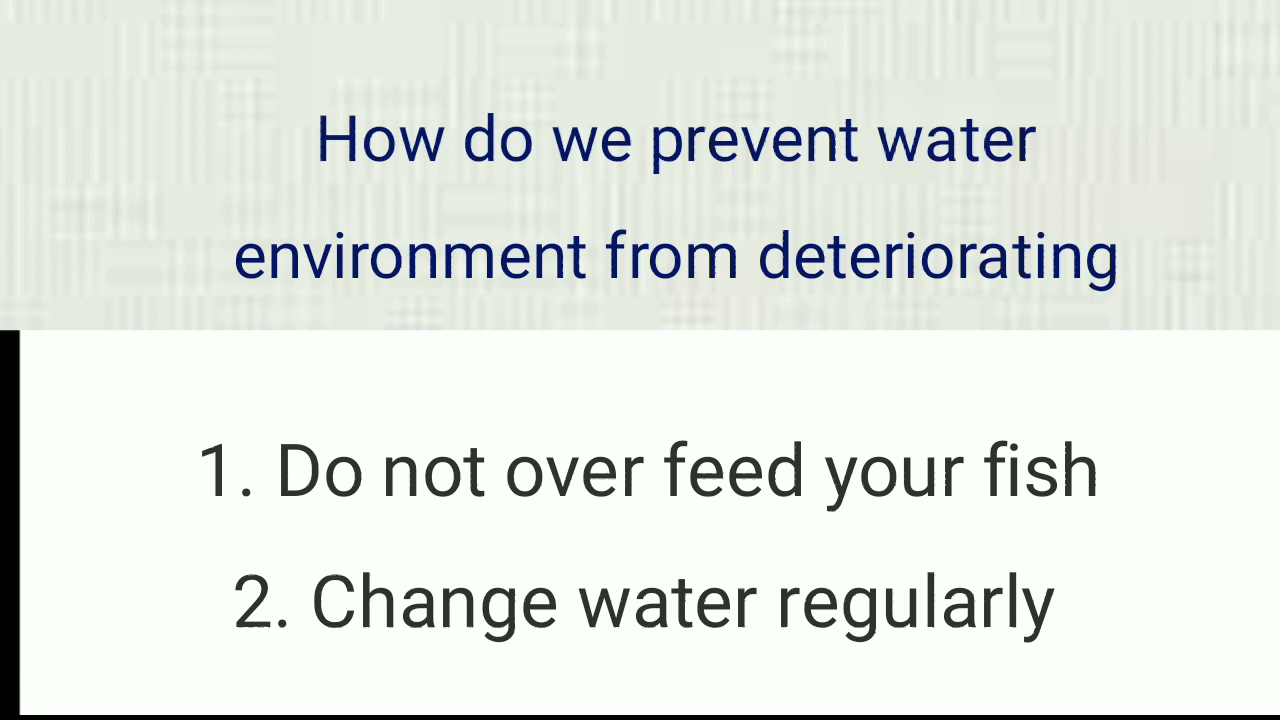 How do we prevent water
environment from deteriorating
1. Do not over feed your fish
2. Change water regularly